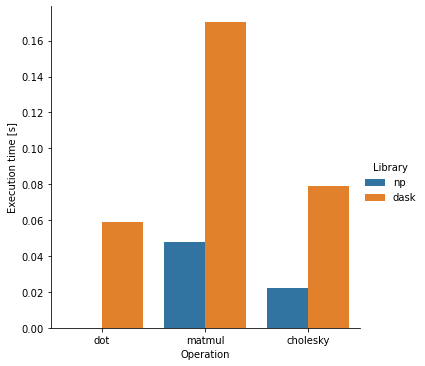 Execution time [s]
0.16
0.14
0.12
0.10
0.08
0.06
0.04
0.02
0.00
dot matmul cholesky
Operation
Library
np
dask